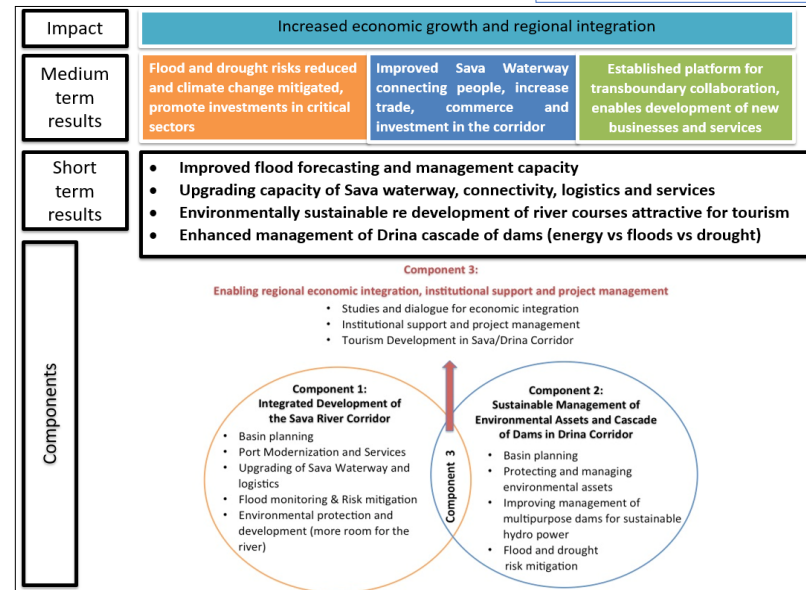 Impact
Increased economic growth and regional integration
Medium
term
results
Flood and drought risks reduced
and climate change mitigated,
promote investments in critical
sectors
Improved Sava Waterway
connecting people, increase
trade, commerce and
investment in the corridor
Established platform for
transboundary collaboration,
enables development of new
businesses and services
Short
term
results
• Improved flood forecasting and management capacity
• Upgrading capacity of Sava waterway, connectivity, logistics and services
• Environmentally sustainable re development of river courses attractive for tourism
• Enhanced management of Drina cascade of dams (energy vs floods vs drought)
Components
Component 3:
Enabling regional economic integration, institutional support and project management
• Studies and dialogue for economic integration
• Institutional support and project management
• Tourism Development in Sava/Drina Corridor
Component 1:
Integrated Development of
the Sava River Corridor
• Basin planning
• Port Modernization and Services
• Upgrading of Sava Waterway and
logistics
• Flood monitoring & Risk mitigation
• Environmental protection and
development (more room for the
river)
Component 3
Component 2:
Sustainable Management of
Environmental Assets and Cascade
of Dams in Drina Corridor
• Basin planning
• Protecting and managing
environmental assets
• Improving management of
multipurpose dams for sustainable
hydro power
• Flood and drought
risk mitigation